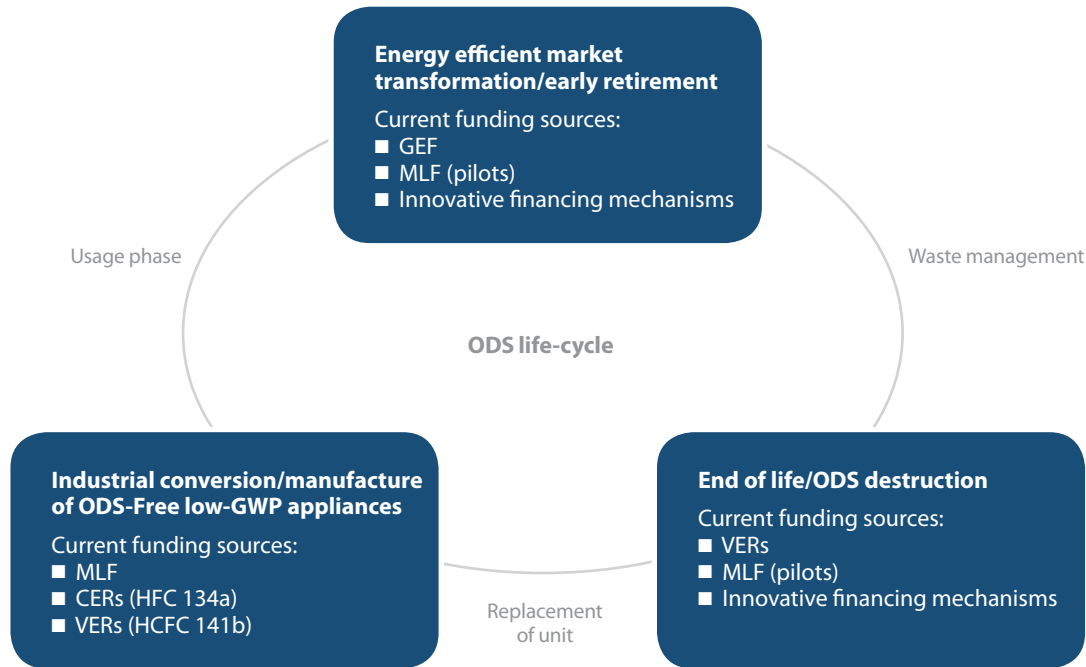 Energy efficient market
transformation/early retirement
Current funding sources:
■ GEF
■ MLF (pilots)
■ Innovative financing mechanisms
Usage phase
Waste management
ODS life-cycle
Industrial conversion/manufacture
of ODS-Free low-GWP appliances
Current funding sources:
■ MLF
■ CERs (HFC 134a)
■ VERs (HCFC 141b)
Replacement
of unit
End of life/ODS destruction
Current funding sources:
■ VERs
■ MLF (pilots)
■ Innovative financing mechanisms